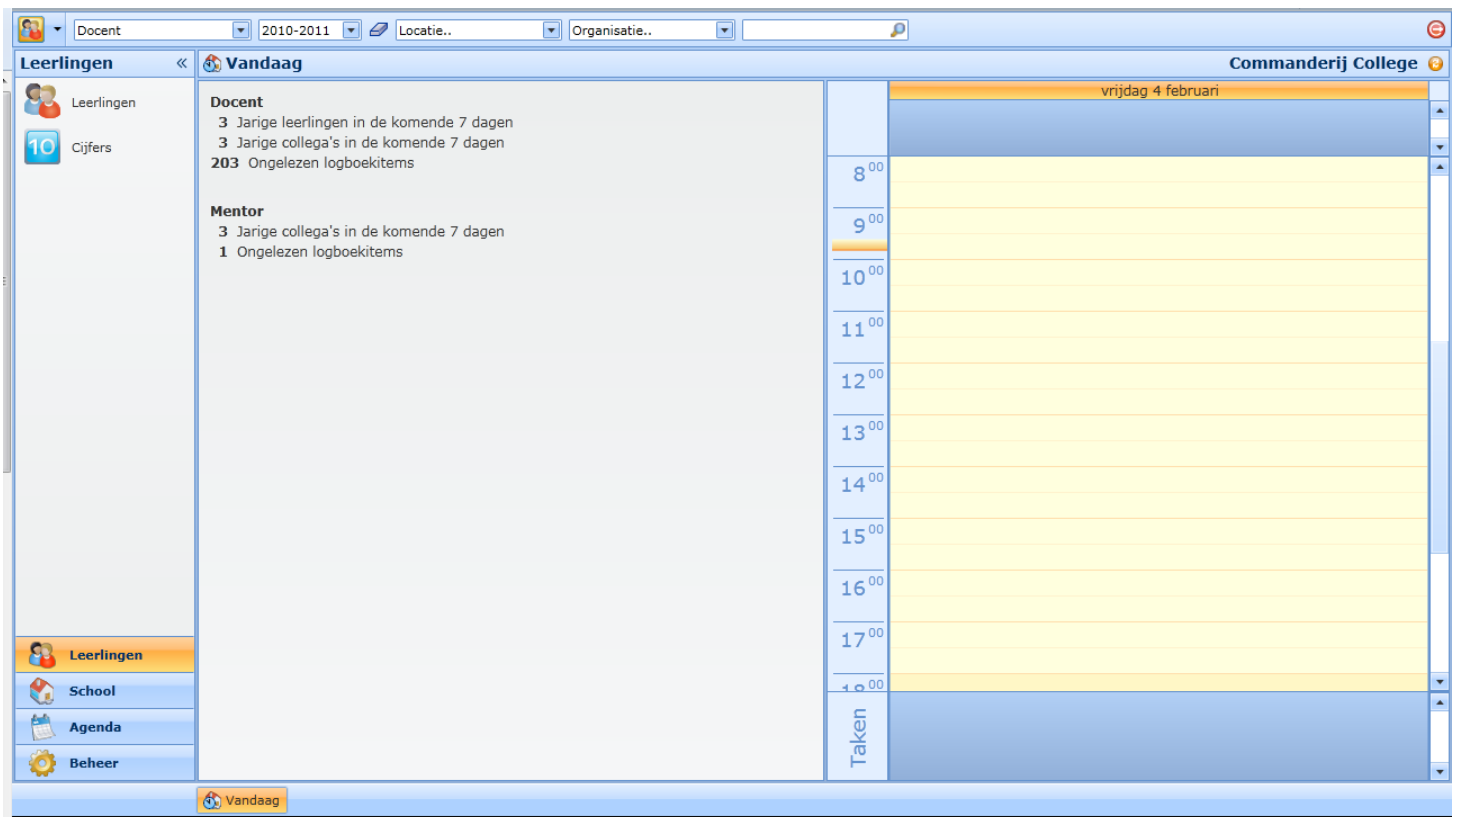 Docent 2010-2011 Locatie.. Organisatie..
Leerlingen «
Vandaag Commanderij College
Leerlingen
10 Cijfers
Leerlingen
School
Agenda
Beheer
Docent
3 Jarige leerlingen in de komende 7 dagen
3 Jarige collega's in de komende 7 dagen
203 Ongelezen logboekitems
Mentor
3 Jarige collega's in de komende 7 dagen
1 Ongelezen logboekitems
vrijdag 4 februari
8 00
9 00
10 00
11 00
12 00
13 00
14 00
15 00
16 00
17 00
18 00
Taken
Vandaag